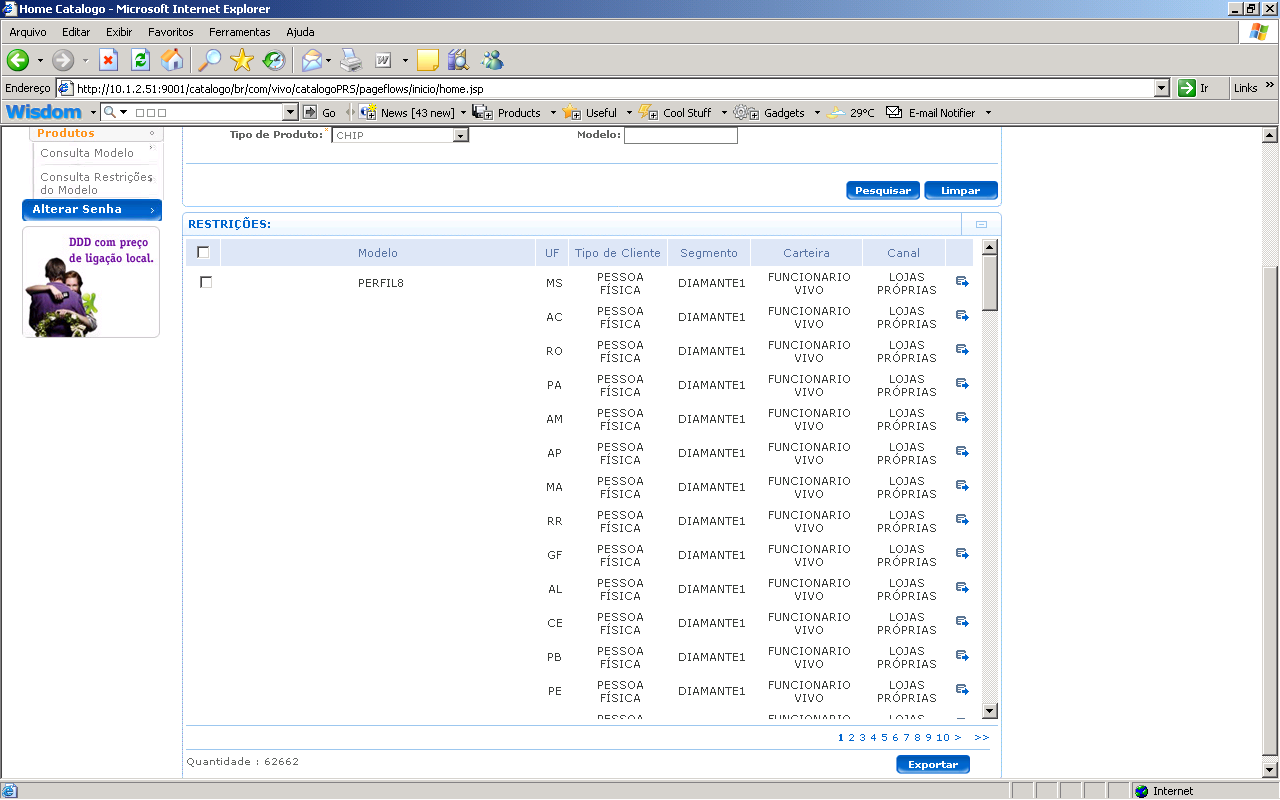 Home Catalogo - Microsoft Internet Explorer
Arquivo Editar Exibir Favoritos Ferramentas Ajuda
Endereço http://10.1.2.51:9001/catalogo/br/com/vivo/catalogoPRS/pageflows/inicio/home.jsp Ir Links »
Wisdom Go News [43 new] Products Useful Cool Stuff Gadgets 29°C E-mail Notifier
Produtos
Consulta Modelo
Consulta Restrições
do Modelo
Alterar Senha
DDD com preço
de ligação local.
Tipo de Produto:* CHIP Modelo:
Pesquisar Limpar
RESTRIÇÕES:
Modelo UF Tipo de Cliente Segmento Carteira Canal
PERFIL8 MS PESSOA FÍSICA DIAMANTE1 FUNCIONARIO VIVO LOJAS PRÓPRIAS
AC PESSOA FÍSICA DIAMANTE1 FUNCIONARIO VIVO LOJAS PRÓPRIAS
RO PESSOA FÍSICA DIAMANTE1 FUNCIONARIO VIVO LOJAS PRÓPRIAS
PA PESSOA FÍSICA DIAMANTE1 FUNCIONARIO VIVO LOJAS PRÓPRIAS
AM PESSOA FÍSICA DIAMANTE1 FUNCIONARIO VIVO LOJAS PRÓPRIAS
AP PESSOA FÍSICA DIAMANTE1 FUNCIONARIO VIVO LOJAS PRÓPRIAS
MA PESSOA FÍSICA DIAMANTE1 FUNCIONARIO VIVO LOJAS PRÓPRIAS
RR PESSOA FÍSICA DIAMANTE1 FUNCIONARIO VIVO LOJAS PRÓPRIAS
GF PESSOA FÍSICA DIAMANTE1 FUNCIONARIO VIVO LOJAS PRÓPRIAS
AL PESSOA FÍSICA DIAMANTE1 FUNCIONARIO VIVO LOJAS PRÓPRIAS
CE PESSOA FÍSICA DIAMANTE1 FUNCIONARIO VIVO LOJAS PRÓPRIAS
PB PESSOA FÍSICA DIAMANTE1 FUNCIONARIO VIVO LOJAS PRÓPRIAS
PE PESSOA FÍSICA DIAMANTE1 FUNCIONARIO VIVO LOJAS PRÓPRIAS
PESSOA FUNCIONARIO LOJAS
1 2 3 4 5 6 7 8 9 10 > >>
Quantidade : 62662
Exportar
Internet